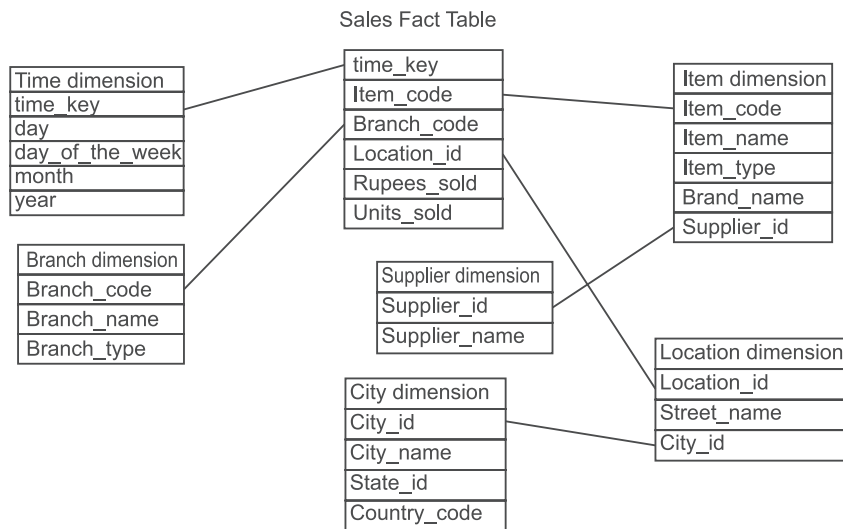 Sales Fact Table
time_key
Item_code
Branch_code
Location_id
Rupees_sold
Units_sold
Time dimension
time_key
day
day_of_the_week
month
year
Item dimension
Item_code
Item_name
Item_type
Brand_name
Supplier_id
Branch dimension
Branch_code
Branch_name
Branch_type
Supplier dimension
Supplier_id
Supplier_name
Location dimension
Location_id
Street_name
City_id
City dimension
City_id
City_name
State_id
Country_code